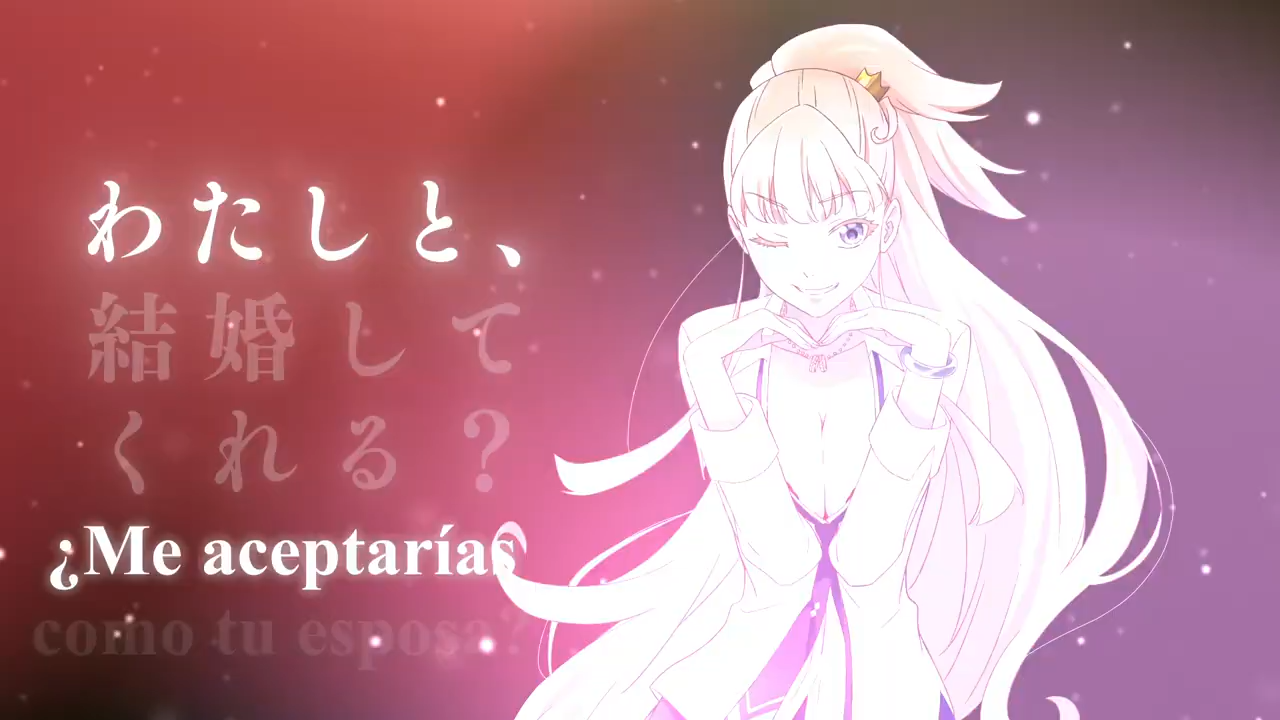 わたしと、
結婚して
くれる？
¿Me aceptarías
como tu esposa?